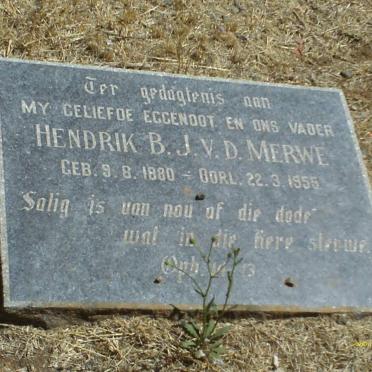 Ter gedagtenis aan
MY GELIEFDE EGGENOOT EN ONS VADER
HENDRIK B. J. V. D. MERWE
GEB. 9. 8. 1880 - OORL. 22. 3. 1955
Salig is van nou af die dode
wat in die Here sterwe.
Opb.